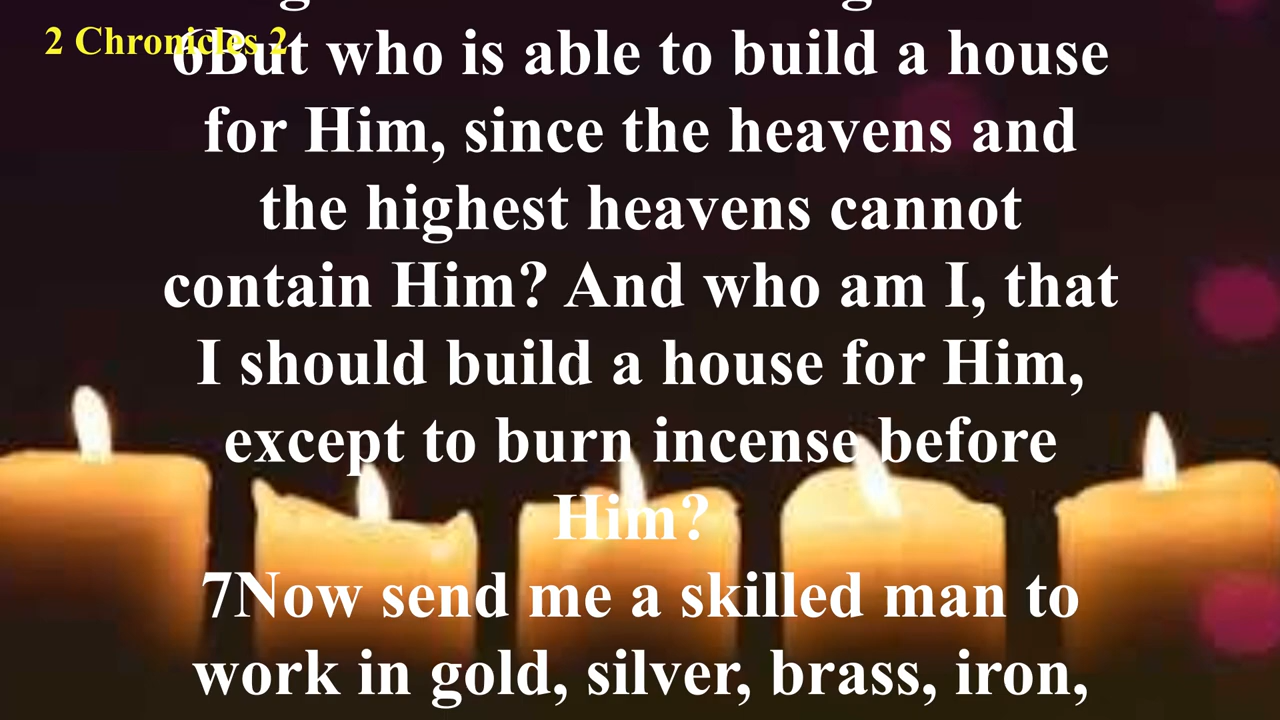 2 Chronicles 2
6But who is able to build a house
for Him, since the heavens and
the highest heavens cannot
contain Him? And who am I, that
I should build a house for Him,
except to burn incense before
Him?
7Now send me a skilled man to
work in gold, silver, brass, iron,